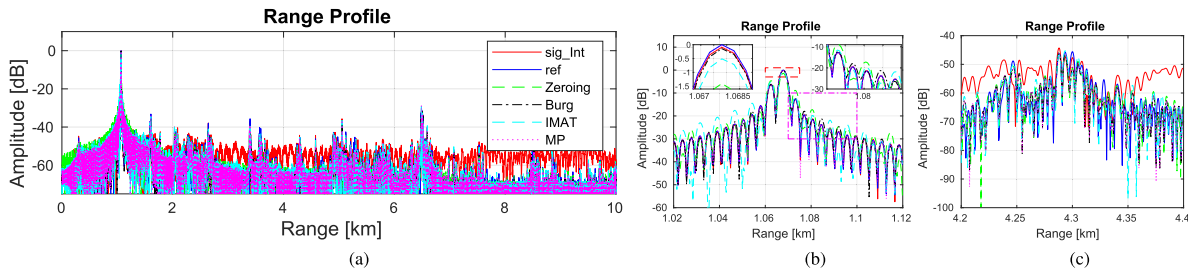 Range Profile
Amplitude [dB]
0
-20
-40
-60
0
2
4
6
8
10
Range [km]
sig_Int
ref
Zeroing
Burg
IMAT
MP
(a)
Range Profile
Amplitude [dB]
10
0
-10
-20
-30
-40
-50
-60
1.02
1.04
1.06
1.08
1.1
1.12
Range [km]
0
-0.5
-1
-1.5
1.067
1.0685
-10
-20
-30
1.08
(b)
Range Profile
Amplitude [dB]
-40
-50
-60
-70
-80
-90
-100
4.2
4.25
4.3
4.35
4.4
Range [km]
(c)